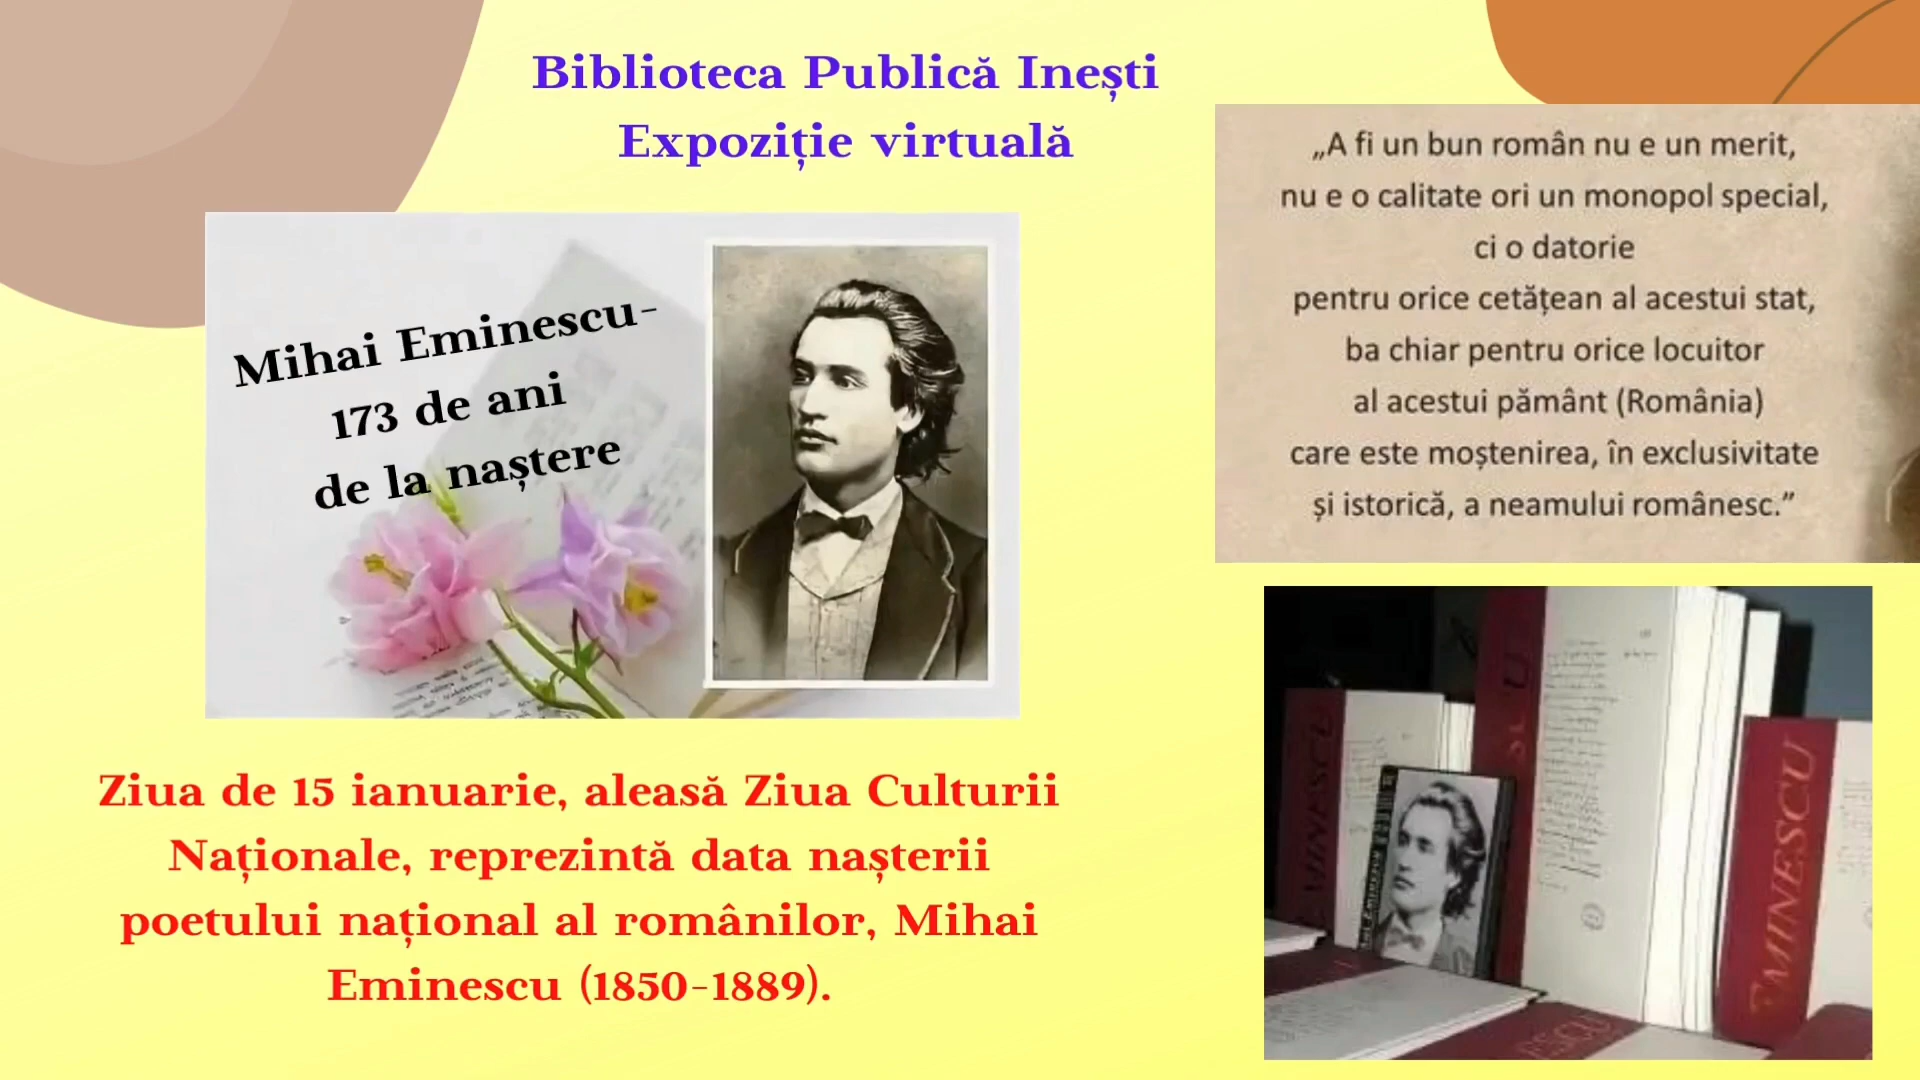 Biblioteca Publică Inești
Expoziție virtuală
Mihai Eminescu-
173 de ani
de la naștere
„A fi un bun român nu e un merit,
nu e o calitate ori un monopol special,
ci o datorie
pentru orice cetățean al acestui stat,
ba chiar pentru orice locuitor
al acestui pământ (România)
care este moștenirea, în exclusivitate
și istorică, a neamului românesc.”
Ziua de 15 ianuarie, aleasă Ziua Culturii
Naționale, reprezintă data nașterii
poetului național al românilor, Mihai
Eminescu (1850-1889).
EMINESCU